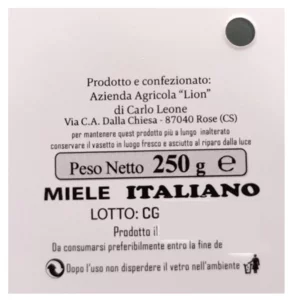 Prodotto e confezionato:
Azienda Agricola "Lion"
di Carlo Leone
Via C.A. Dalla Chiesa - 87040 Rose (CS)
per mantenere quest prodotto più a lungo inalterato
conservare il vasetto in luogo fresco e asciutto al riparo dalla luce
Peso Netto 250 g ℮
MIELE ITALIANO
LOTTO: CG
Prodotto il
Da consumarsi preferibilmente entro la fine de
Dopo l'uso non disperdere il vetro nell'ambiente